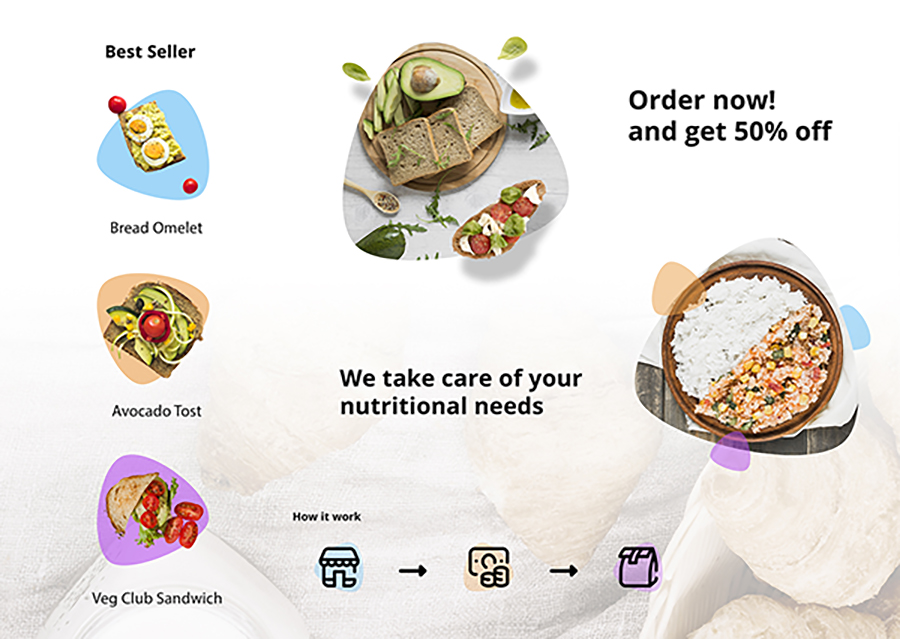 Best Seller
Bread Omelet
Avocado Tost
Veg Club Sandwich
Order now!
and get 50% off
We take care of your
nutritional needs
How it work